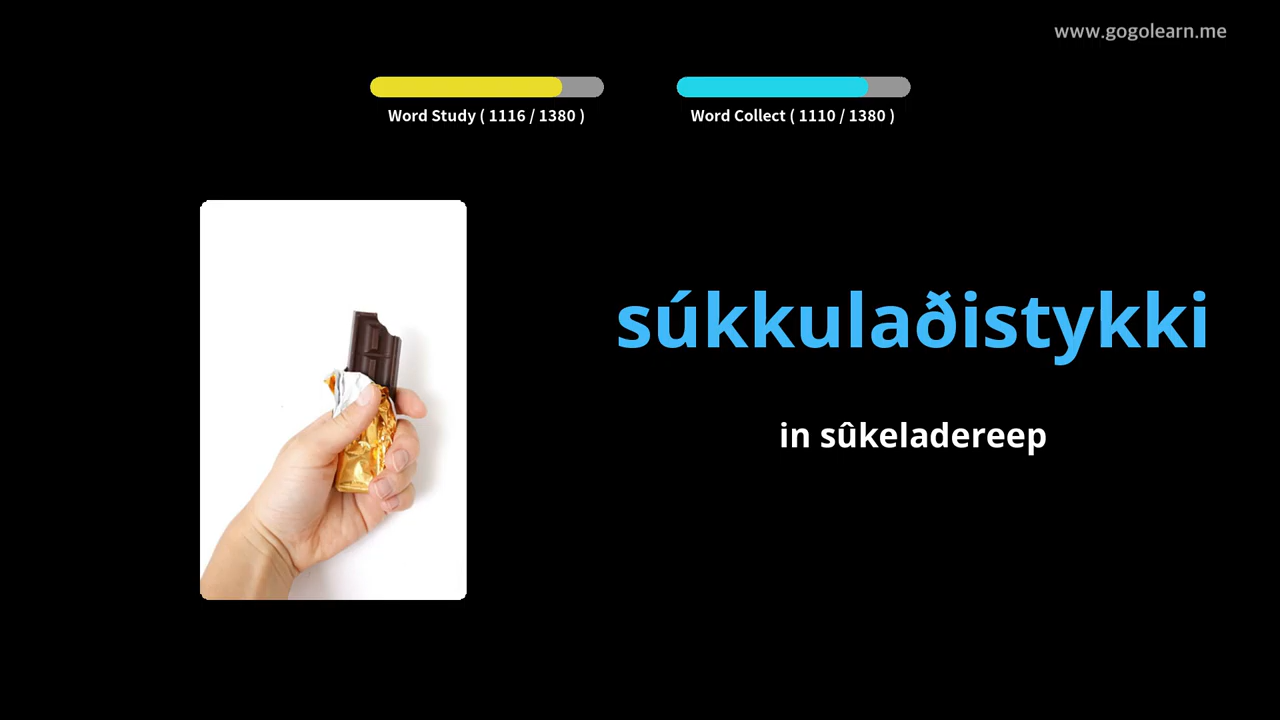 www.gogolearn.me
Word Study ( 1116 / 1380 )
Word Collect ( 1110 / 1380 )
súkkulaðistykki
in sûkeladereep